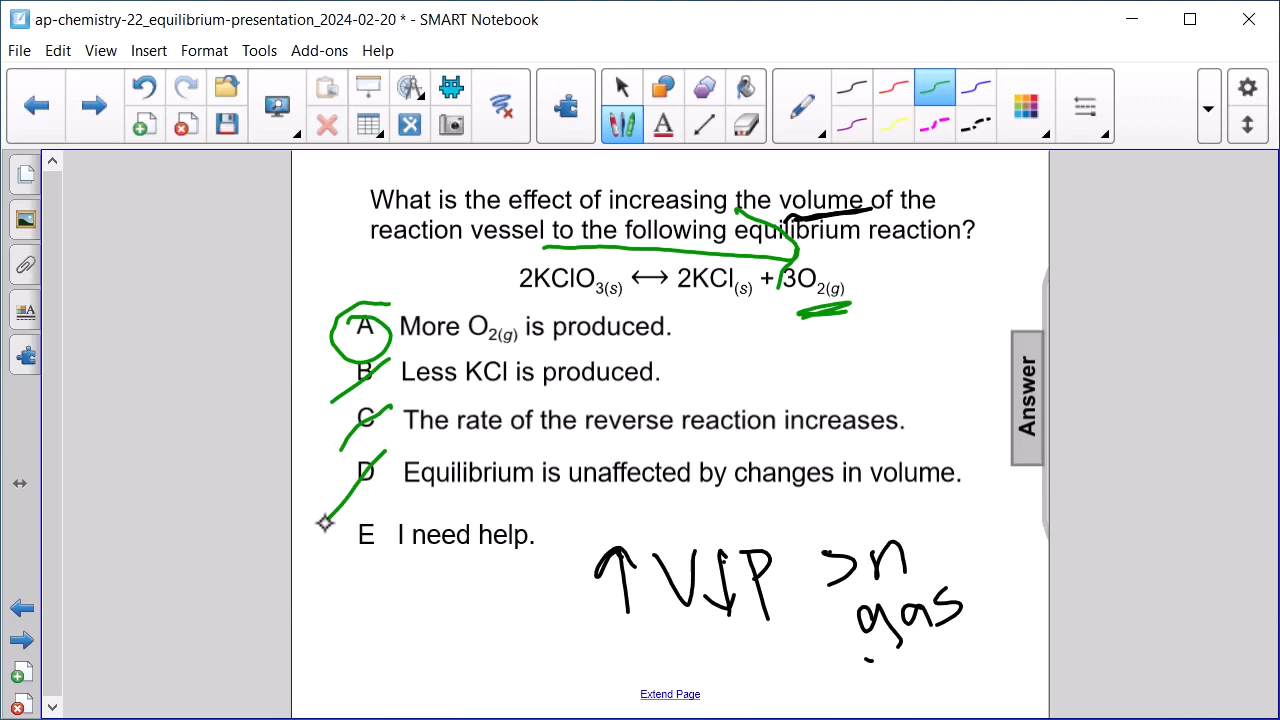 ap-chemistry-22_equilibrium-presentation_2024-02-20 * - SMART Notebook
File Edit View Insert Format Tools Add-ons Help
What is the effect of increasing the volume of the
reaction vessel to the following equilibrium reaction?
2KClO3(s) ⟷ 2KCl(s) + 3O2(g)
A More O2(g) is produced.
B Less KCl is produced.
C The rate of the reverse reaction increases.
D Equilibrium is unaffected by changes in volume.
E I need help.
↑ V ↓ P > n
gas
Answer
Extend Page